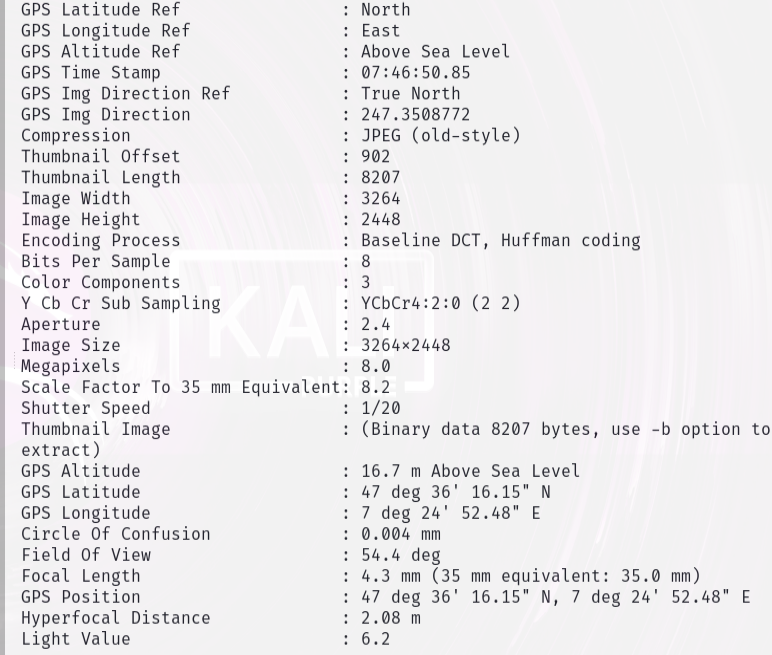 GPS Latitude Ref : North
GPS Longitude Ref : East
GPS Altitude Ref : Above Sea Level
GPS Time Stamp : 07:46:50.85
GPS Img Direction Ref : True North
GPS Img Direction : 247.3508772
Compression : JPEG (old-style)
Thumbnail Offset : 902
Thumbnail Length : 8207
Image Width : 3264
Image Height : 2448
Encoding Process : Baseline DCT, Huffman coding
Bits Per Sample : 8
Color Components : 3
Y Cb Cr Sub Sampling : YCbCr4:2:0 (2 2)
Aperture : 2.4
Image Size : 3264×2448
Megapixels : 8.0
Scale Factor To 35 mm Equivalent: 8.2
Shutter Speed : 1/20
Thumbnail Image : (Binary data 8207 bytes, use -b option to
extract)
GPS Altitude : 16.7 m Above Sea Level
GPS Latitude : 47 deg 36' 16.15" N
GPS Longitude : 7 deg 24' 52.48" E
Circle Of Confusion : 0.004 mm
Field Of View : 54.4 deg
Focal Length : 4.3 mm (35 mm equivalent: 35.0 mm)
GPS Position : 47 deg 36' 16.15" N, 7 deg 24' 52.48" E
Hyperfocal Distance : 2.08 m
Light Value : 6.2
KALI